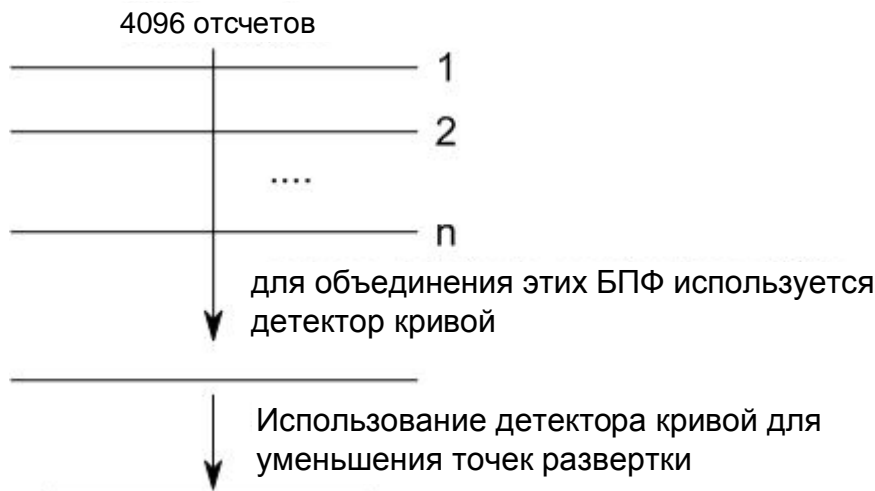 4096 отсчетов
1
2
....
n
для объединения этих БПФ используется
детектор кривой
Использование детектора кривой для
уменьшения точек развертки